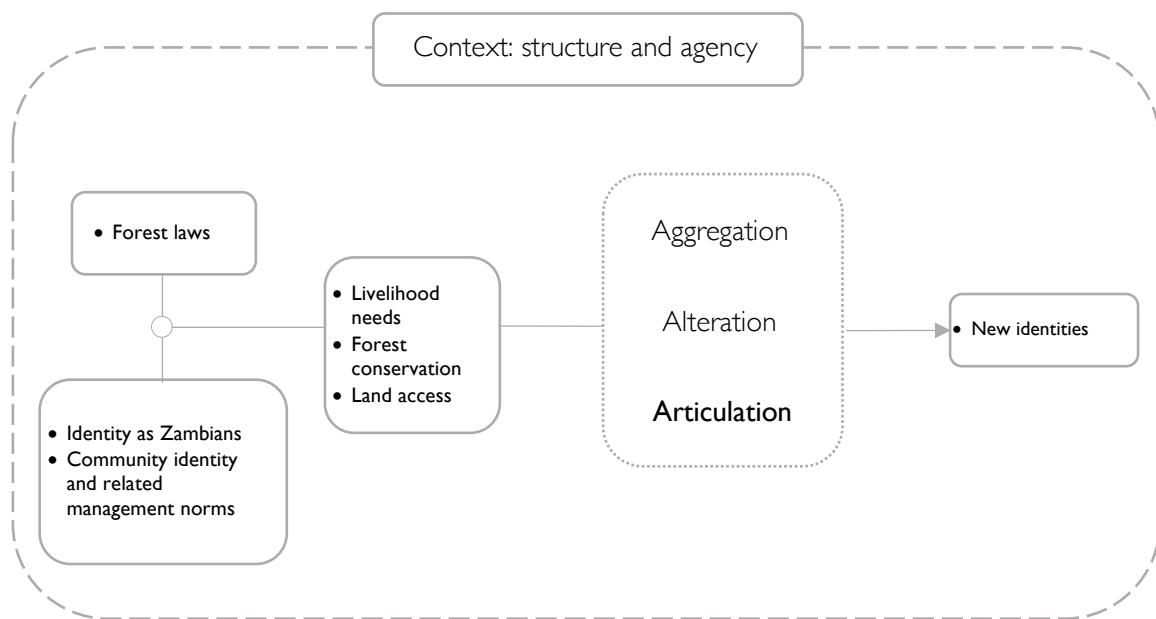 Context: structure and agency
• Forest laws
• Identity as Zambians
• Community identity
and related
management norms
• Livelihood
needs
• Forest
conservation
• Land access
Aggregation
Alteration
Articulation
• New identities